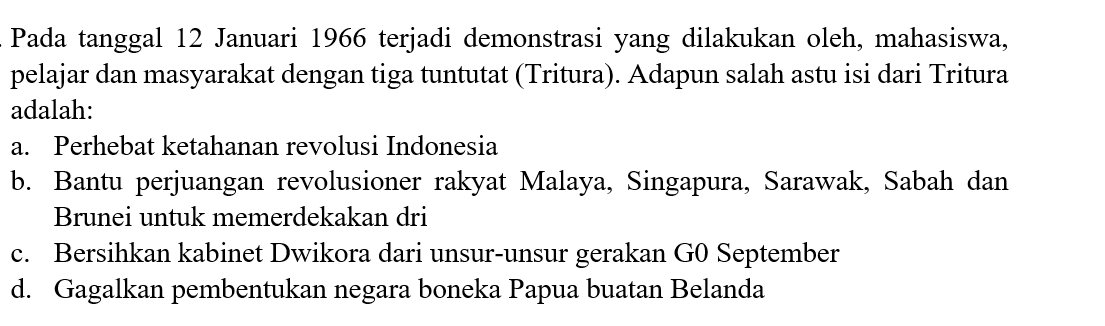 . Pada tanggal 12 Januari 1966 terjadi demonstrasi yang dilakukan oleh, mahasiswa,
pelajar dan masyarakat dengan tiga tuntutat (Tritura). Adapun salah astu isi dari Tritura
adalah:
a. Perhebat ketahanan revolusi Indonesia
b. Bantu perjuangan revolusioner rakyat Malaya, Singapura, Sarawak, Sabah dan
Brunei untuk memerdekakan dri
c. Bersihkan kabinet Dwikora dari unsur-unsur gerakan G0 September
d. Gagalkan pembentukan negara boneka Papua buatan Belanda